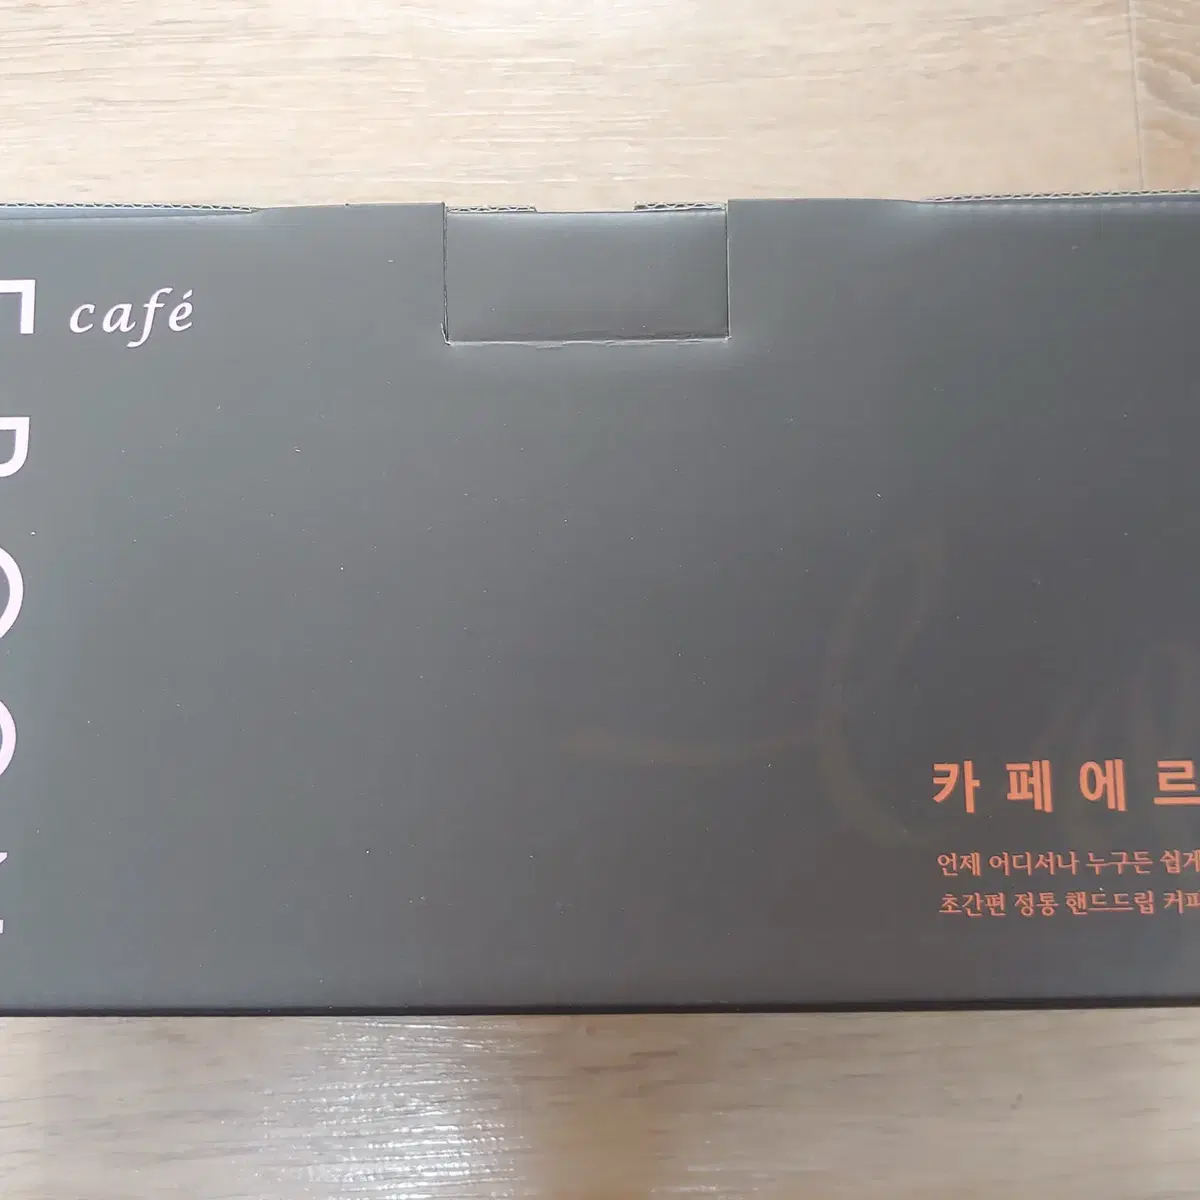 café
카페에르
언제 어디서나 누구든 쉽게
초간편 정통 핸드드립 커피